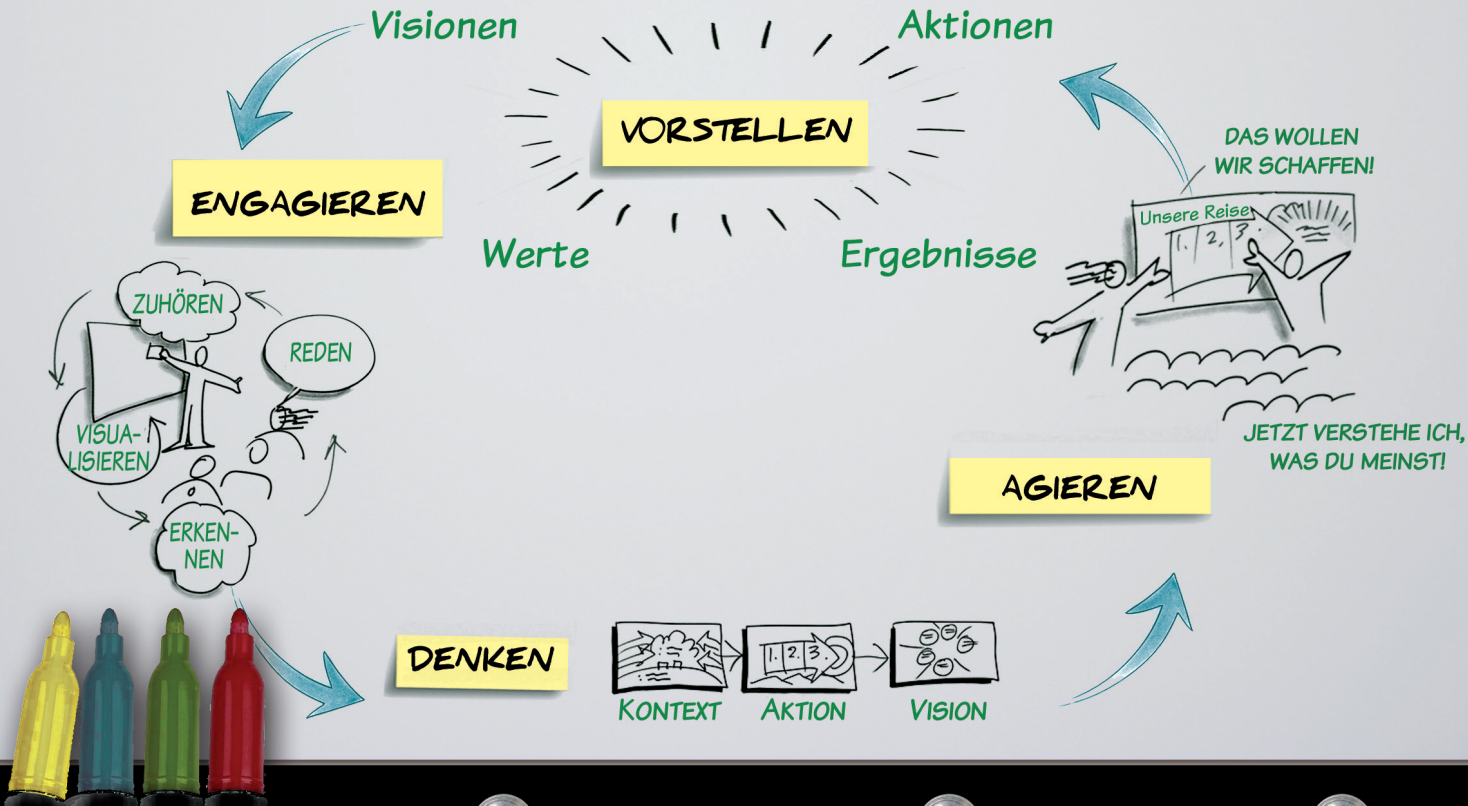 Visionen
Aktionen
VORSTELLEN
Werte
Ergebnisse
ENGAGIEREN
ZUHÖREN
REDEN
VISUA-
LISIEREN
ERKEN-
NEN
DENKEN
1. 2. 3.
KONTEXT
AKTION
VISION
AGIEREN
DAS WOLLEN
WIR SCHAFFEN!
Unsere Reise
1. 2, 3.
JETZT VERSTEHE ICH,
WAS DU MEINST!